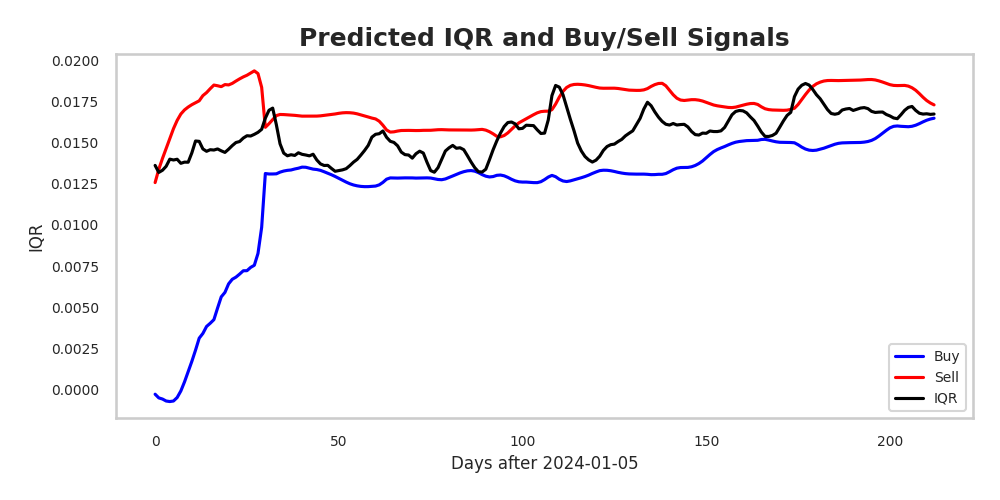 Predicted IQR and Buy/Sell Signals
0.0200
0.0175
0.0150
0.0125
0.0100
0.0075
0.0050
0.0025
0.0000
IQR
0 50 100 150 200
Days after 2024-01-05
Buy
Sell
IQR